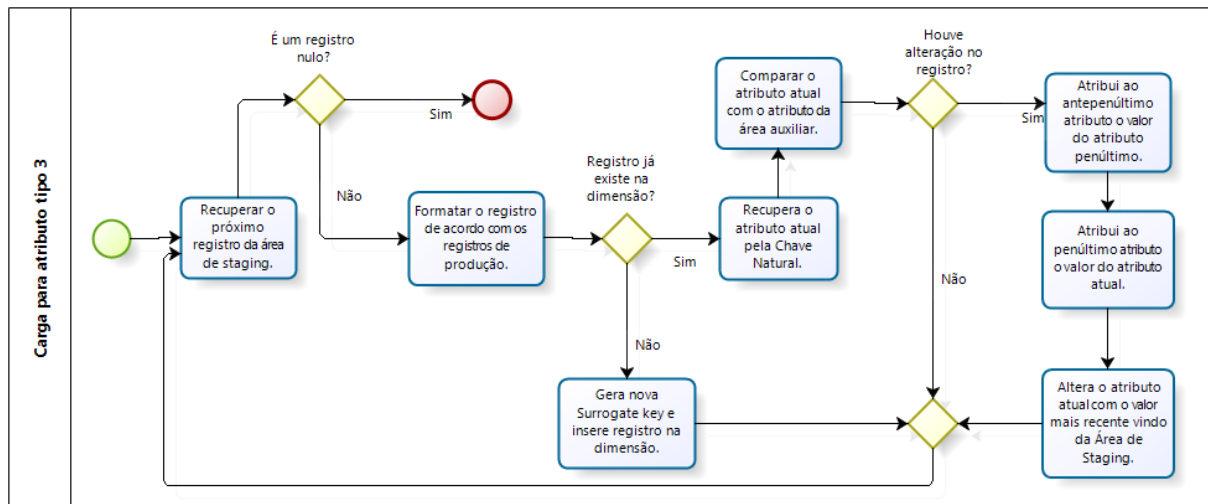 Carga para atributo tipo 3
É um registro
nulo?
Sim
Não
Recuperar o
próximo
registro da área
de staging.
Formatar o registro
de acordo com os
registros de
produção.
Registro já
existe na
dimensão?
Sim
Não
Gera nova
Surrogate key e
insere registro na
dimensão.
Recupera o
atributo atual
pela Chave
Natural.
Comparar o
atributo atual
com o atributo da
área auxiliar.
Houve
alteração no
registro?
Sim
Não
Atribui ao
antepenúltimo
atributo o valor
do atributo
penúltimo.
Atribui ao
penúltimo atributo
o valor do atributo
atual.
Altera o atributo
atual com o valor
mais recente vindo
da Área de
Staging.